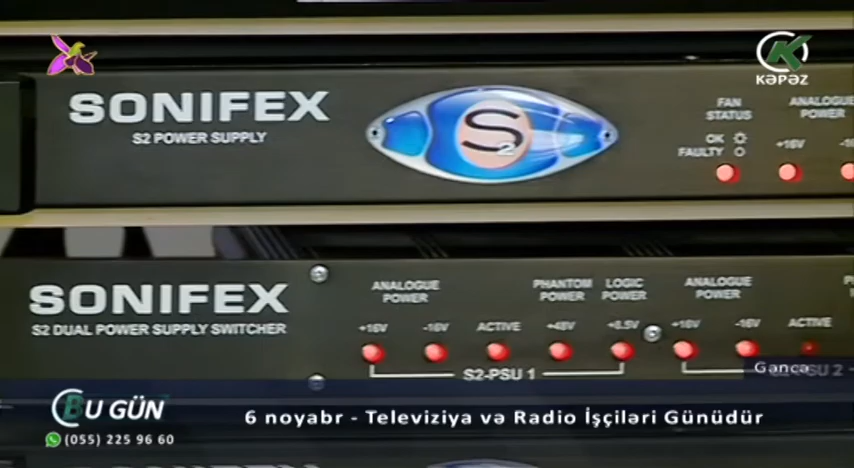 KƏPƏZ
SONIFEX
S2 POWER SUPPLY
S2
FAN STATUS
OK
FAULTY
ANALOGUE POWER
+16V
SONIFEX
S2 DUAL POWER SUPPLY SWITCHER
ANALOGUE POWER
PHANTOM POWER
LOGIC POWER
ANALOGUE POWER
+16V
-16V
ACTIVE
+48V
+8.5V
+16V
-16V
ACTIVE
S2-PSU 1
Gəncə
BU GÜN
6 noyabr - Televiziya və Radio İşçiləri Günüdür
(055) 225 96 60